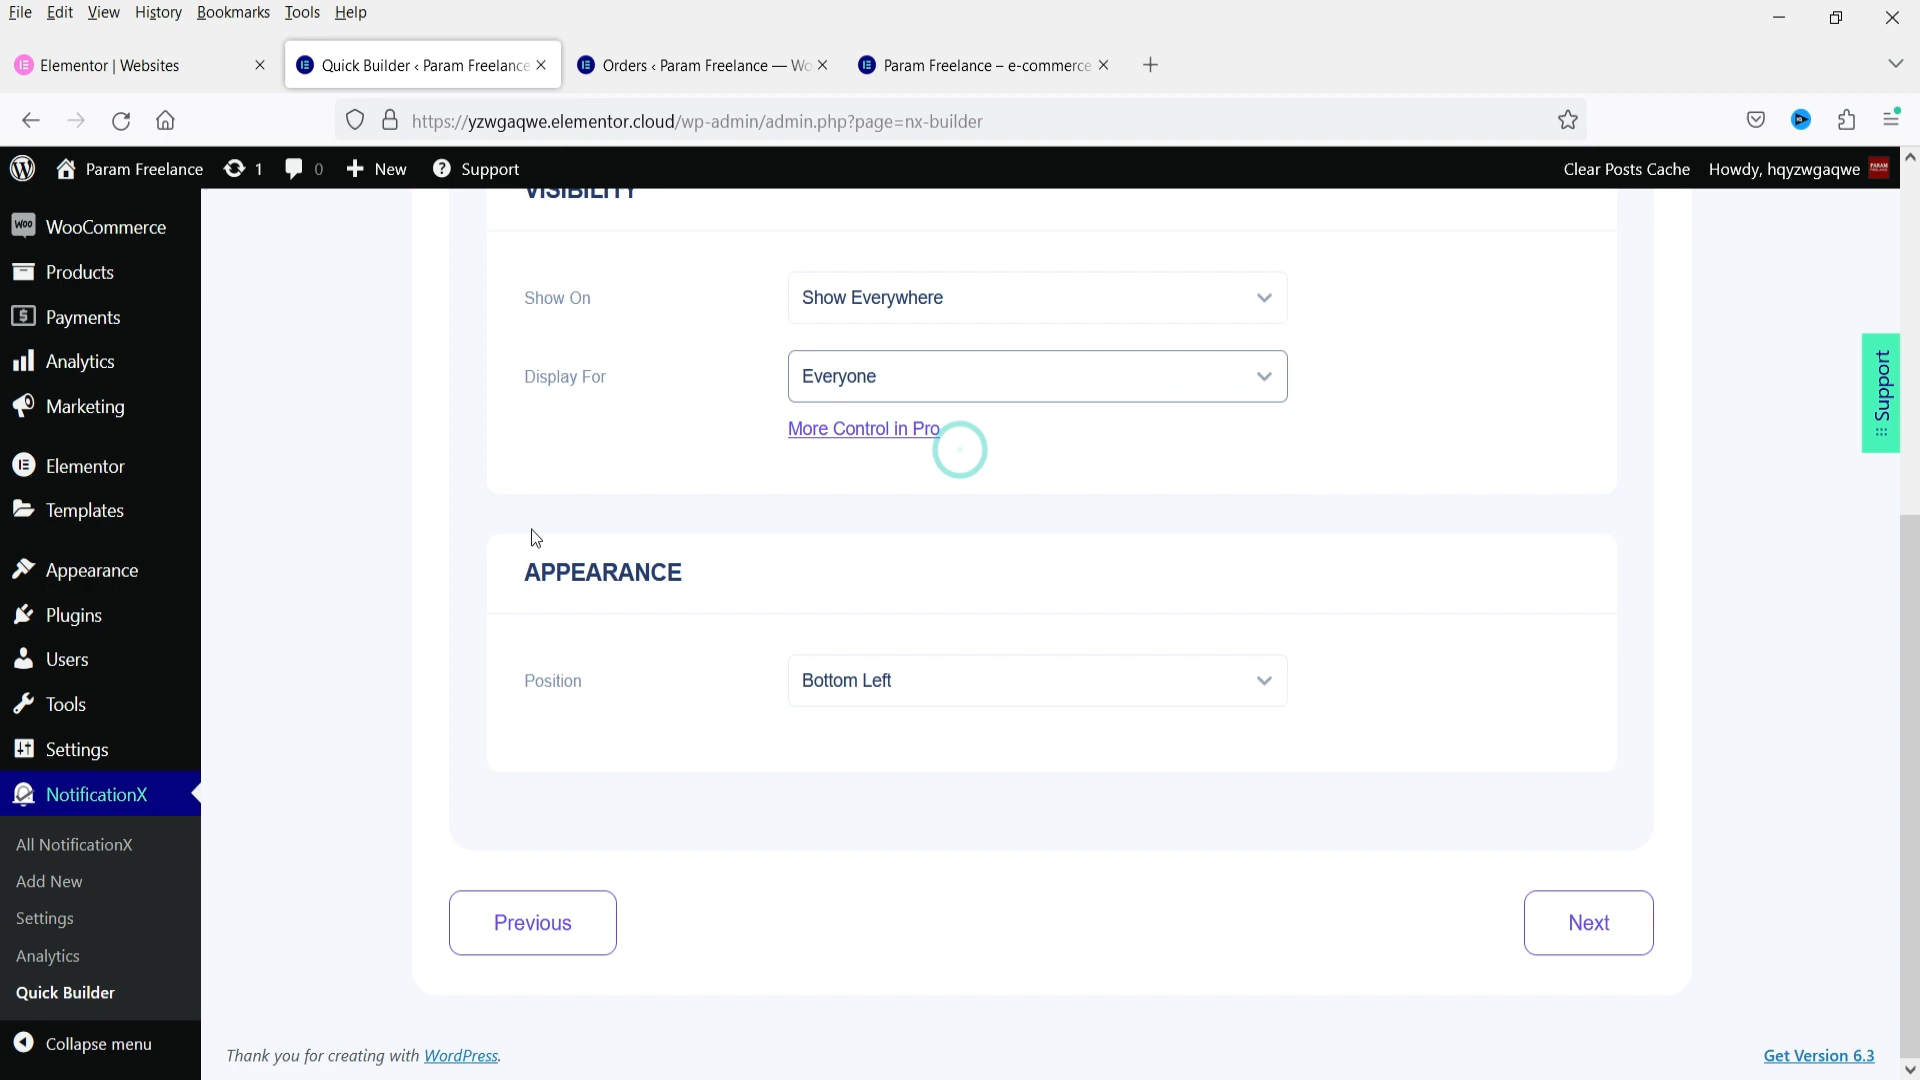 File Edit View History Bookmarks Tools Help
Elementor | Websites
Quick Builder ‹ Param Freelance
Orders ‹ Param Freelance — Wo
Param Freelance – e-commerce
https://yzwgaqwe.elementor.cloud/wp-admin/admin.php?page=nx-builder
Param Freelance 1 0 New Support Clear Posts Cache Howdy, hqyzwgaqwe
WooCommerce
Products
Payments
Analytics
Marketing
Elementor
Templates
Appearance
Plugins
Users
Tools
Settings
NotificationX
All NotificationX
Add New
Settings
Analytics
Quick Builder
Collapse menu
VISIBILITY
Show On Show Everywhere
Display For Everyone
More Control in Pro
APPEARANCE
Position Bottom Left
Previous Next
Support
Thank you for creating with WordPress. Get Version 6.3